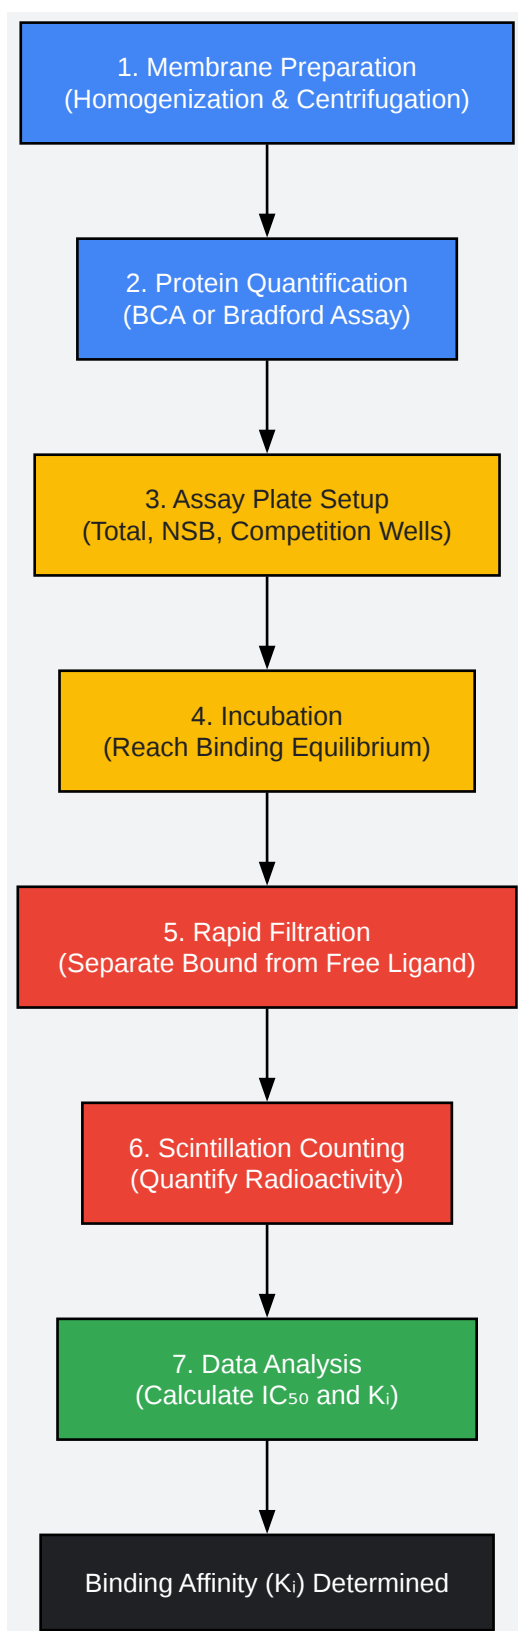 1. Membrane Preparation
(Homogenization & Centrifugation)
2. Protein Quantification
(BCA or Bradford Assay)
3. Assay Plate Setup
(Total, NSB, Competition Wells)
4. Incubation
(Reach Binding Equilibrium)
5. Rapid Filtration
(Separate Bound from Free Ligand)
6. Scintillation Counting
(Quantify Radioactivity)
7. Data Analysis
(Calculate IC₅₀ and Kᵢ)
Binding Affinity (Kᵢ) Determined